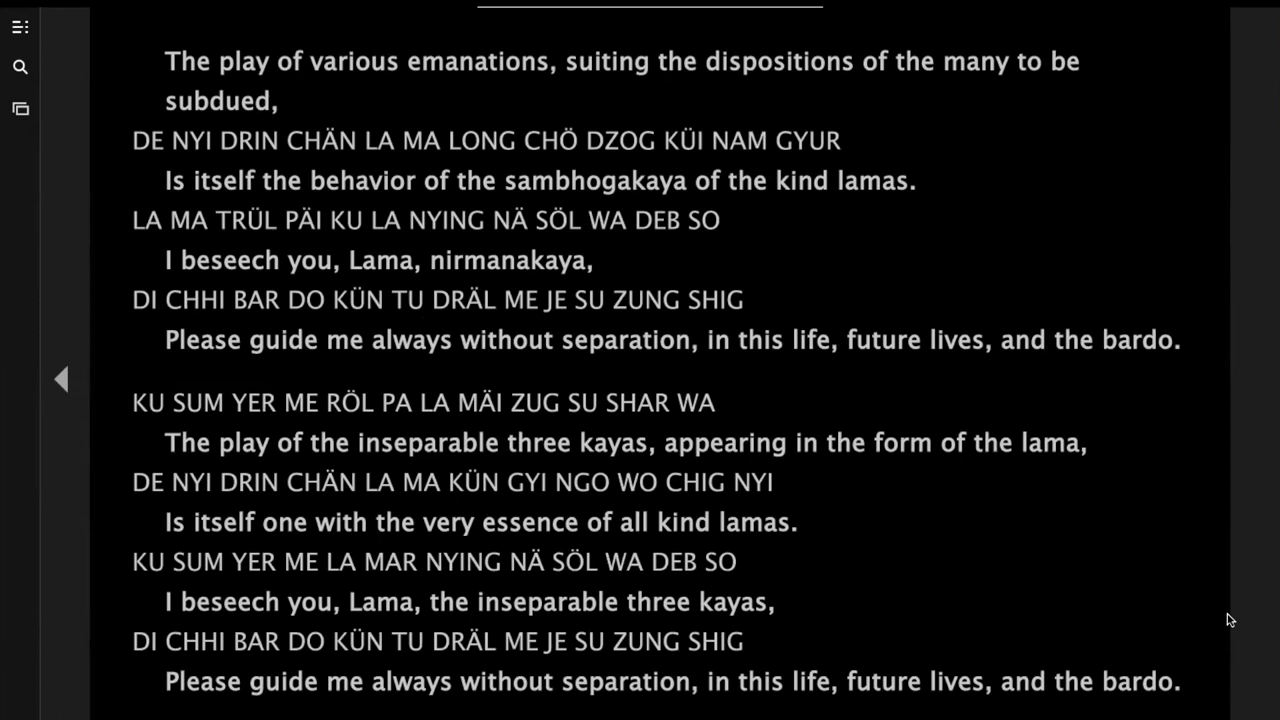 The play of various emanations, suiting the dispositions of the many to be
subdued,
DE NYI DRIN CHÄN LA MA LONG CHÖ DZOG KÜI NAM GYUR
Is itself the behavior of the sambhogakaya of the kind lamas.
LA MA TRÜL PÄI KU LA NYING NÄ SÖL WA DEB SO
I beseech you, Lama, nirmanakaya,
DI CHHI BAR DO KÜN TU DRÄL ME JE SU ZUNG SHIG
Please guide me always without separation, in this life, future lives, and the bardo.
KU SUM YER ME RÖL PA LA MÄI ZUG SU SHAR WA
The play of the inseparable three kayas, appearing in the form of the lama,
DE NYI DRIN CHÄN LA MA KÜN GYI NGO WO CHIG NYI
Is itself one with the very essence of all kind lamas.
KU SUM YER ME LA MAR NYING NÄ SÖL WA DEB SO
I beseech you, Lama, the inseparable three kayas,
DI CHHI BAR DO KÜN TU DRÄL ME JE SU ZUNG SHIG
Please guide me always without separation, in this life, future lives, and the bardo.